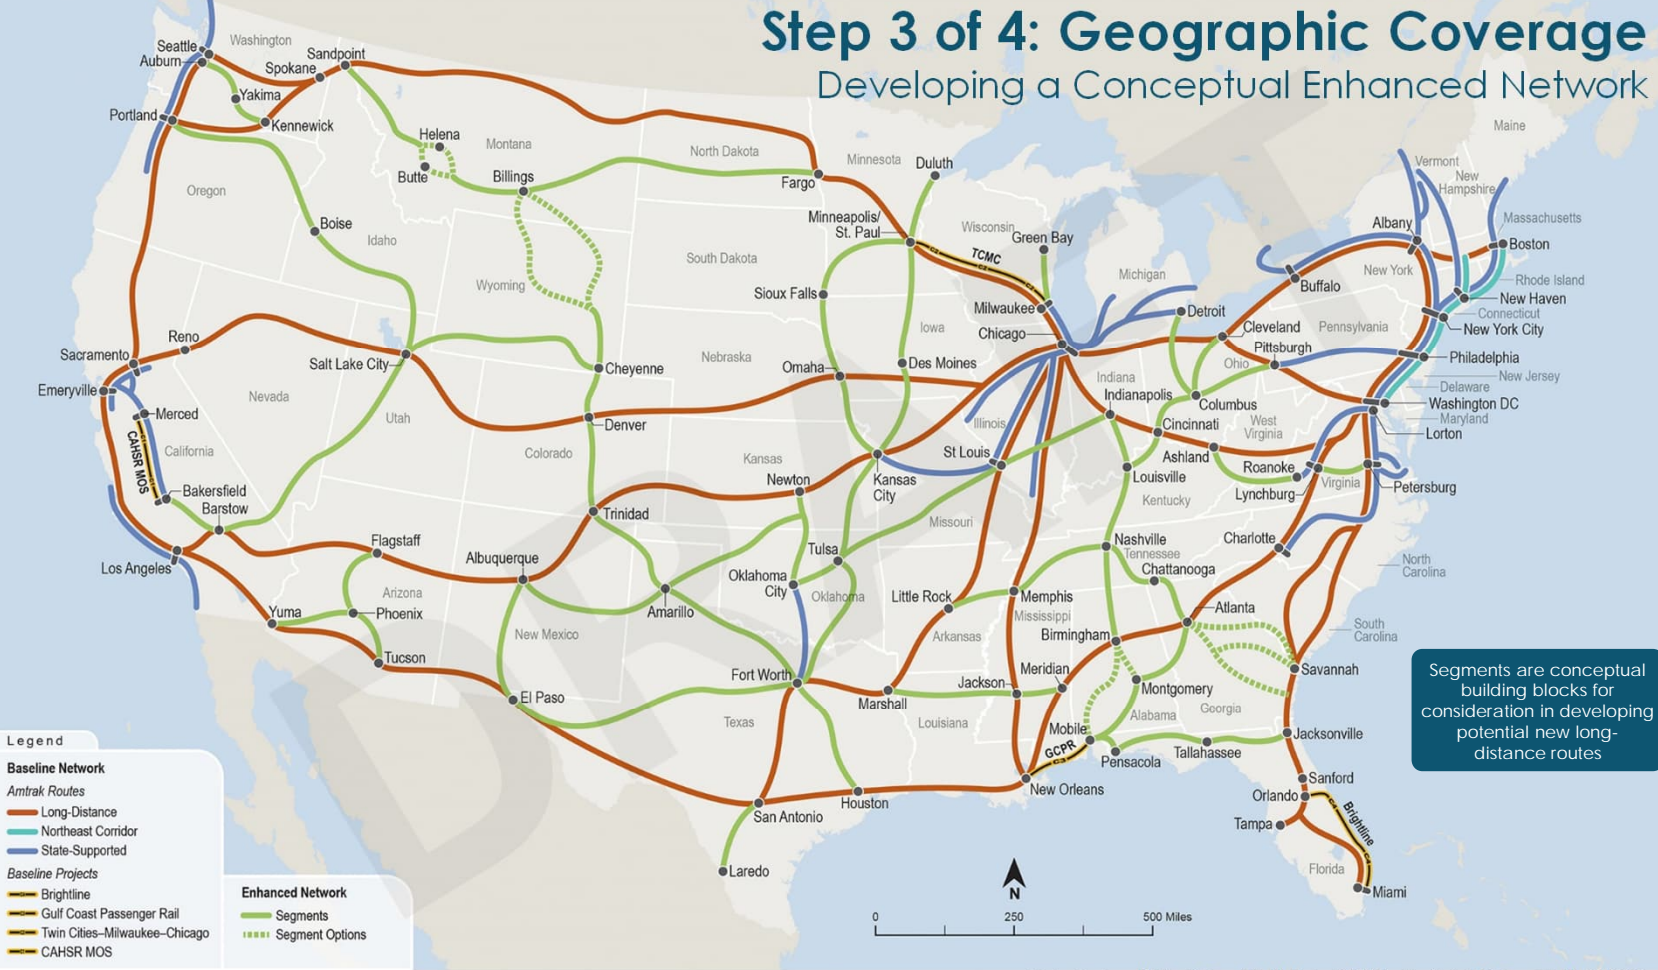 Step 3 of 4: Geographic Coverage
Developing a Conceptual Enhanced Network
DRAFT
Seattle
Auburn
Washington
Spokane
Sandpoint
Yakima
Portland
Kennewick
Helena
Montana
Butte
Billings
North Dakota
Fargo
Minnesota
Duluth
Maine
Vermont
New
Hampshire
Oregon
Boise
Idaho
Minneapolis/
St. Paul
Wisconsin
Green Bay
TCMC
Albany
Massachusetts
Boston
South Dakota
Wyoming
Michigan
Buffalo
New York
Rhode Island
New Haven
Connecticut
New York City
Sioux Falls
Milwaukee
Chicago
Detroit
Cleveland
Pennsylvania
Pittsburgh
Philadelphia
New Jersey
Delaware
Washington DC
Maryland
Lorton
Reno
Sacramento
Salt Lake City
Emeryville
Cheyenne
Nebraska
Iowa
Omaha
Des Moines
Ohio
Indiana
Indianapolis
Columbus
Merced
Nevada
Utah
Denver
Illinois
Cincinnati
West
Virginia
CAHSR MOS
California
Colorado
Kansas
St Louis
Ashland
Roanoke
Lynchburg
Virginia
Petersburg
Bakersfield
Barstow
Newton
Kansas
City
Louisville
Kentucky
Trinidad
Missouri
Los Angeles
Flagstaff
Albuquerque
Tulsa
Nashville
Tennessee
Chattanooga
Charlotte
North
Carolina
Arizona
Phoenix
Yuma
Amarillo
Oklahoma
City
Oklahoma
Little Rock
Memphis
Mississippi
Atlanta
South
Carolina
New Mexico
Arkansas
Birmingham
Tucson
Fort Worth
Jackson
Meridian
Savannah
El Paso
Marshall
Montgomery
Texas
Louisiana
Alabama
Georgia
Mobile
GCPR
Pensacola
Tallahassee
Jacksonville
New Orleans
Houston
San Antonio
Laredo
Sanford
Orlando
Tampa
Brightline
Florida
Miami
Segments are conceptual
building blocks for
consideration in developing
potential new long-
distance routes
Legend
Baseline Network
Amtrak Routes
Long-Distance
Northeast Corridor
State-Supported
Baseline Projects
Brightline
Gulf Coast Passenger Rail
Twin Cities–Milwaukee–Chicago
CAHSR MOS
Enhanced Network
Segments
Segment Options
N
0 250 500 Miles